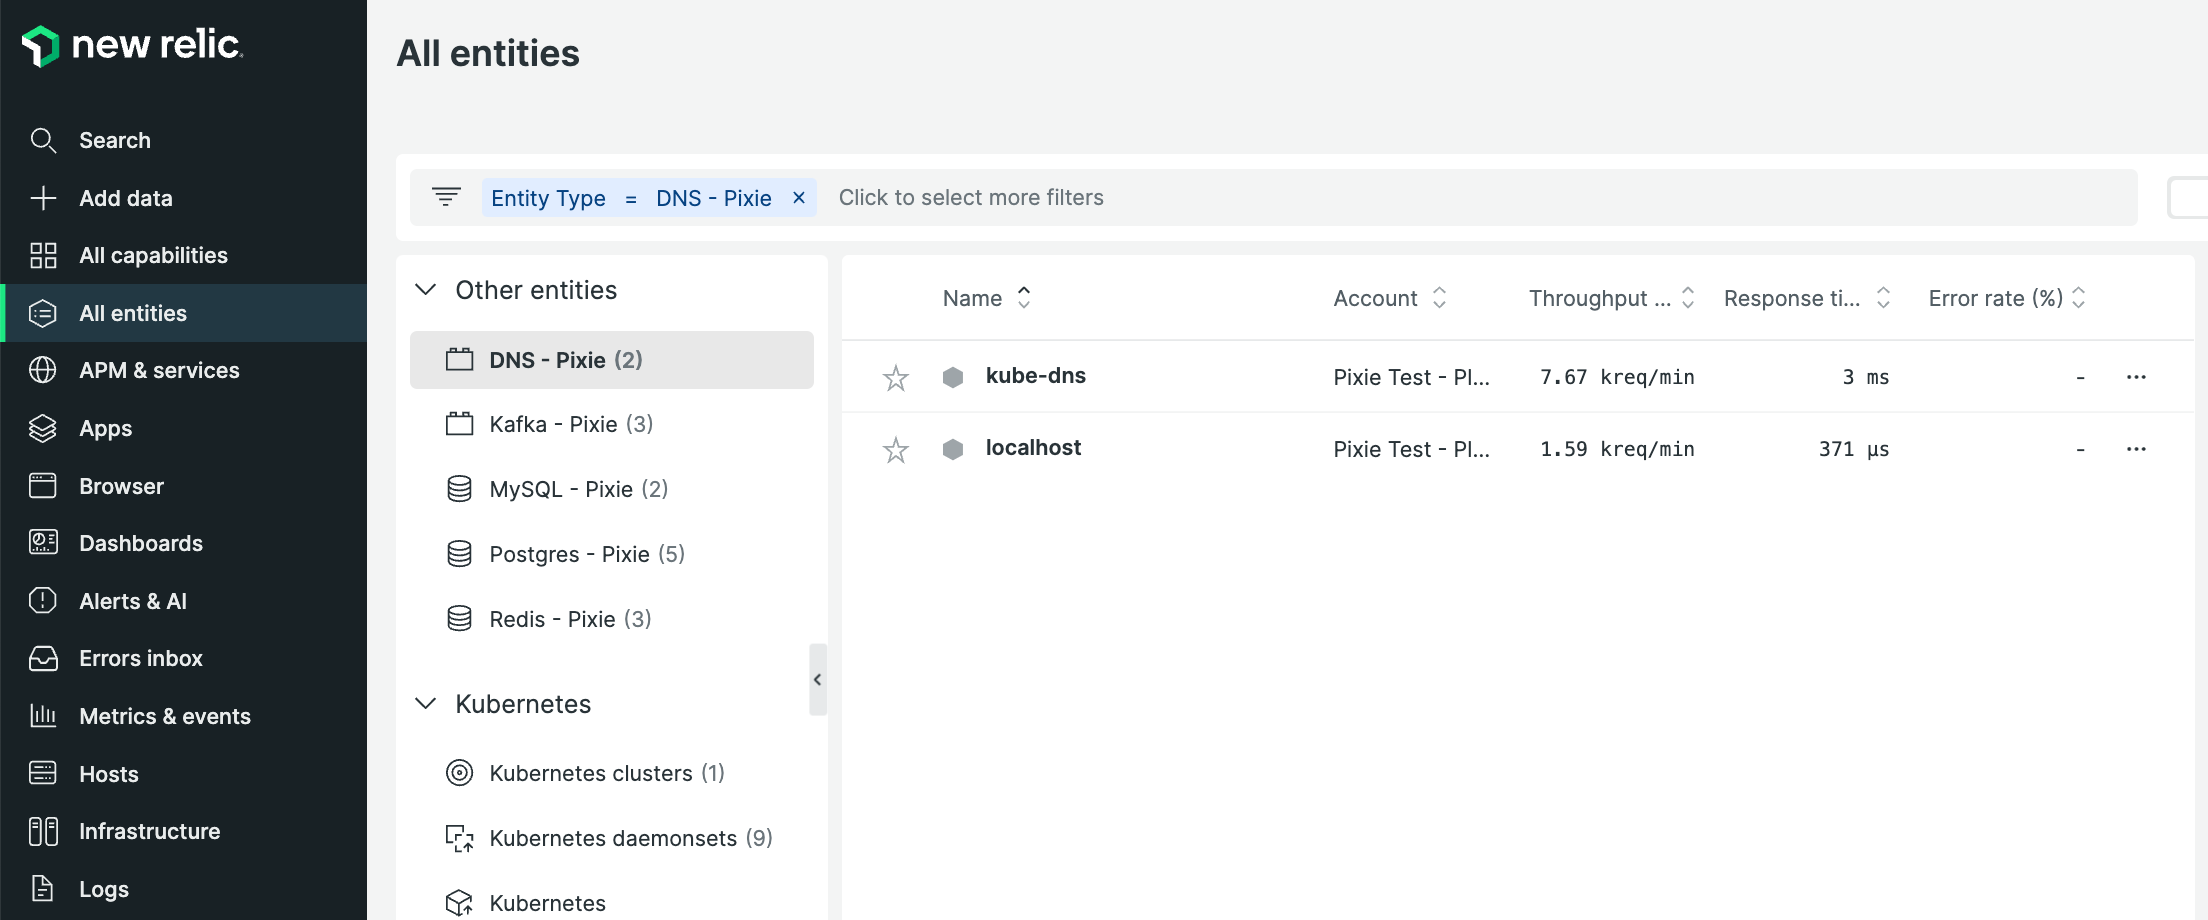 new relic.
Search
Add data
All capabilities
All entities
APM & services
Apps
Browser
Dashboards
Alerts & AI
Errors inbox
Metrics & events
Hosts
Infrastructure
Logs
All entities
Entity Type = DNS - Pixie × Click to select more filters
Other entities
DNS - Pixie (2)
Kafka - Pixie (3)
MySQL - Pixie (2)
Postgres - Pixie (5)
Redis - Pixie (3)
Kubernetes
Kubernetes clusters (1)
Kubernetes daemonsets (9)
Kubernetes
Name Account Throughput ... Response ti... Error rate (%)
kube-dns Pixie Test - Pl... 7.67 kreq/min 3 ms - ...
localhost Pixie Test - Pl... 1.59 kreq/min 371 µs - ...